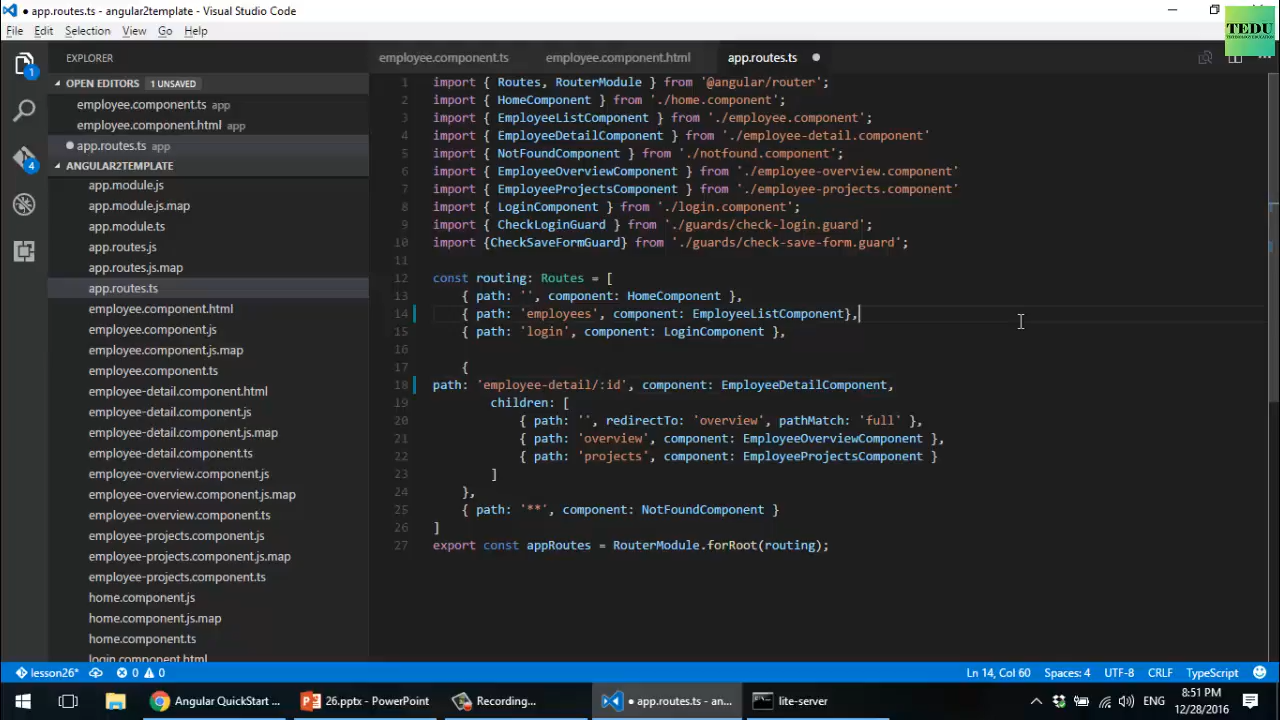 ● app.routes.ts - angular2template - Visual Studio Code
TEDU
File Edit Selection View Go Help
EXPLORER
employee.component.ts employee.component.html app.routes.ts ●
OPEN EDITORS 1 UNSAVED
employee.component.ts app
employee.component.html app
● app.routes.ts app
ANGULAR2TEMPLATE
app.module.js
app.module.js.map
app.module.ts
app.routes.js
app.routes.js.map
app.routes.ts
employee.component.html
employee.component.js
employee.component.js.map
employee.component.ts
employee-detail.component.html
employee-detail.component.js
employee-detail.component.js.map
employee-detail.component.ts
employee-overview.component.js
employee-overview.component.js.map
employee-overview.component.ts
employee-projects.component.js
employee-projects.component.js.map
employee-projects.component.ts
home.component.js
home.component.js.map
home.component.ts
login.component.html
1
4
1 import { Routes, RouterModule } from '@angular/router';
2 import { HomeComponent } from './home.component';
3 import { EmployeeListComponent } from './employee.component';
4 import { EmployeeDetailComponent } from './employee-detail.component'
5 import { NotFoundComponent } from './notfound.component';
6 import { EmployeeOverviewComponent } from './employee-overview.component'
7 import { EmployeeProjectsComponent } from './employee-projects.component'
8 import { LoginComponent } from './login.component';
9 import { CheckLoginGuard } from './guards/check-login.guard';
10 import {CheckSaveFormGuard} from './guards/check-save-form.guard';
11
12 const routing: Routes = [
13 { path: '', component: HomeComponent },
14 { path: 'employees', component: EmployeeListComponent},
15 { path: 'login', component: LoginComponent },
16
17 {
18 path: 'employee-detail/:id', component: EmployeeDetailComponent,
19 children: [
20 { path: '', redirectTo: 'overview', pathMatch: 'full' },
21 { path: 'overview', component: EmployeeOverviewComponent },
22 { path: 'projects', component: EmployeeProjectsComponent }
23 ]
24 },
25 { path: '**', component: NotFoundComponent }
26 ]
27 export const appRoutes = RouterModule.forRoot(routing);
lesson26* 0 0 Ln 14, Col 60 Spaces: 4 UTF-8 CRLF TypeScript
Angular QuickStart ... 26.pptx - PowerPoint Recording... ● app.routes.ts - an... lite-server ENG 8:51 PM
12/28/2016